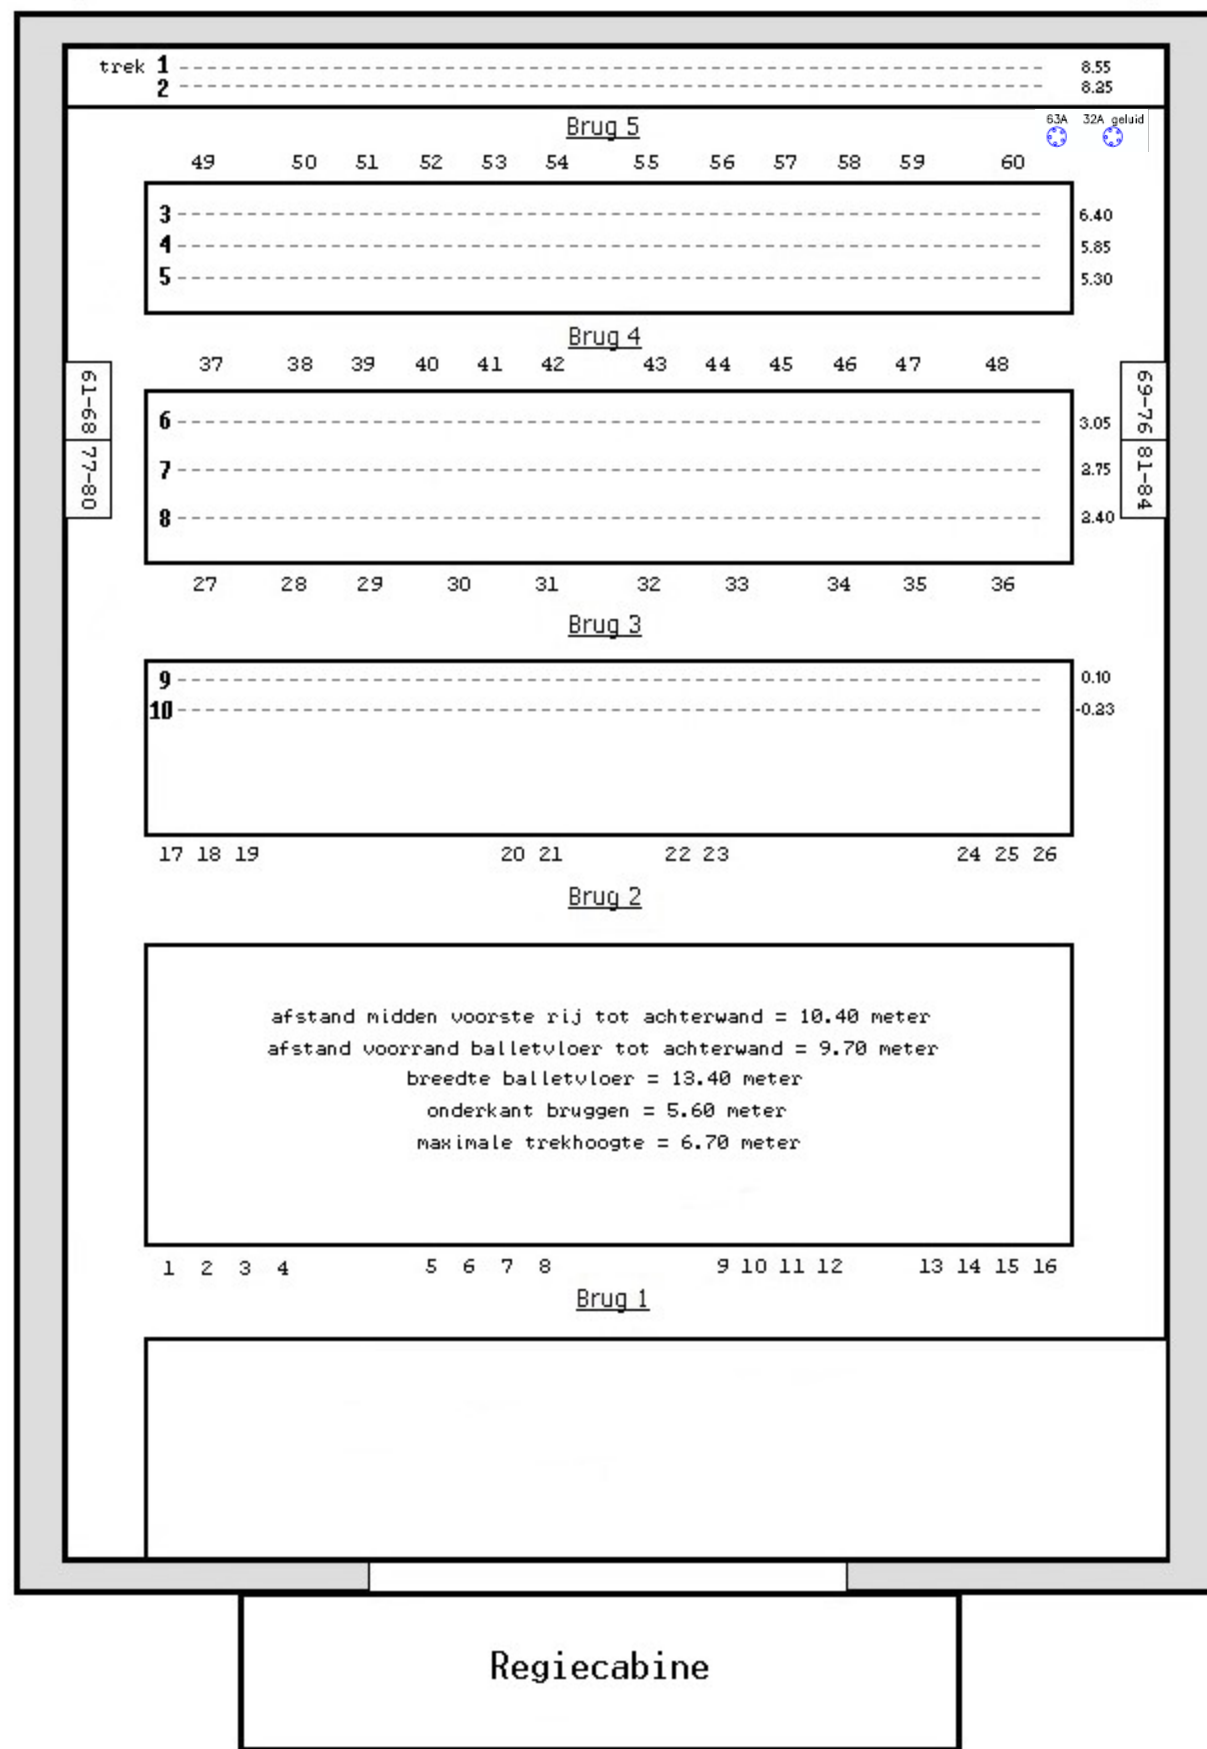 trek 1 8.55
2 8.25
63A 32A geluid
Brug 5
49 50 51 52 53 54 55 56 57 58 59 60
3 6.40
4 5.85
5 5.30
Brug 4
37 38 39 40 41 42 43 44 45 46 47 48
61-68 69-76
6 3.05
77-80 81-84
7 2.75
8 2.40
27 28 29 30 31 32 33 34 35 36
Brug 3
9 0.10
10 -0.23
17 18 19 20 21 22 23 24 25 26
Brug 2
afstand midden voorste rij tot achterwand = 10.40 meter
afstand voorrand balletvloer tot achterwand = 9.70 meter
breedte balletvloer = 13.40 meter
onderkant bruggen = 5.60 meter
maximale trekhoogte = 6.70 meter
1 2 3 4 5 6 7 8 9 10 11 12 13 14 15 16
Brug 1
Regiecabine